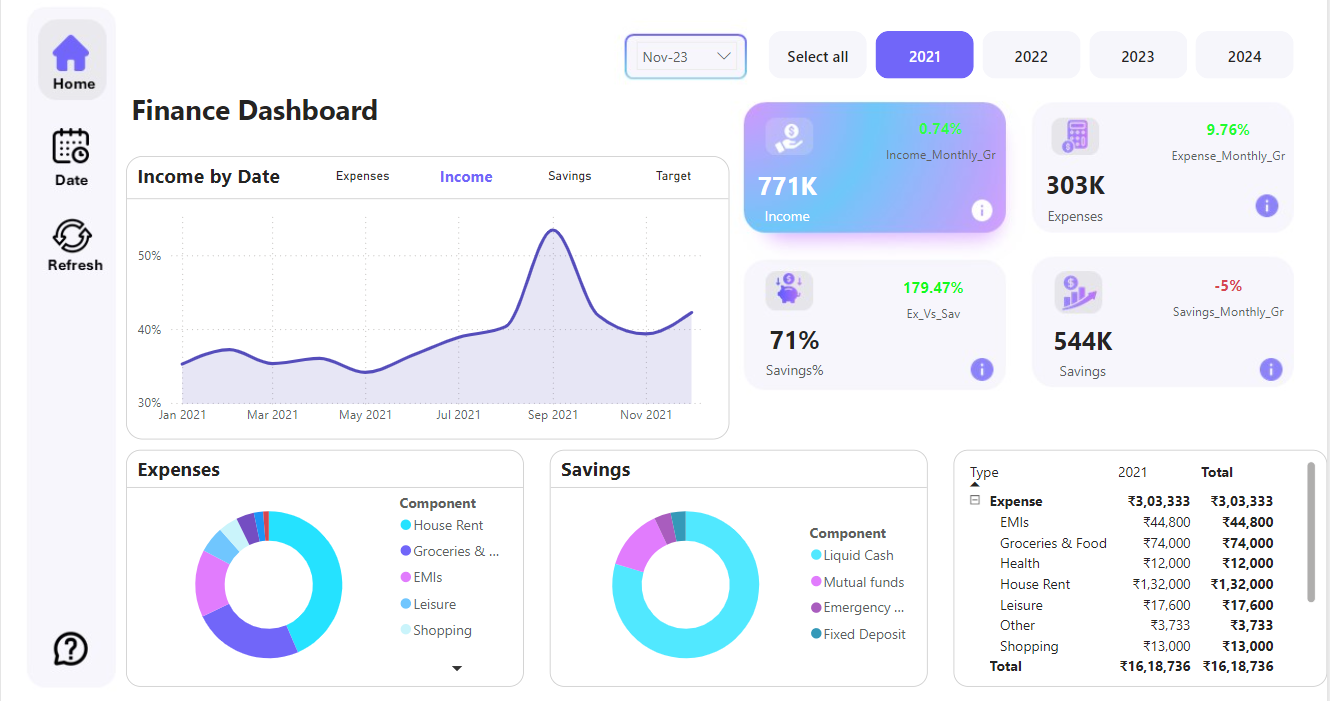 Home
Date
Refresh
Nov-23
Select all
2021
2022
2023
2024
Finance Dashboard
Income by Date
Expenses
Income
Savings
Target
50%
40%
30%
Jan 2021
Mar 2021
May 2021
Jul 2021
Sep 2021
Nov 2021
0.74%
Income_Monthly_Gr
771K
Income
9.76%
Expense_Monthly_Gr
303K
Expenses
179.47%
Ex_Vs_Sav
71%
Savings%
-5%
Savings_Monthly_Gr
544K
Savings
Expenses
Component
House Rent
Groceries & ...
EMIs
Leisure
Shopping
Savings
Component
Liquid Cash
Mutual funds
Emergency ...
Fixed Deposit
Type 2021 Total
Expense ₹3,03,333 ₹3,03,333
EMIs ₹44,800 ₹44,800
Groceries & Food ₹74,000 ₹74,000
Health ₹12,000 ₹12,000
House Rent ₹1,32,000 ₹1,32,000
Leisure ₹17,600 ₹17,600
Other ₹3,733 ₹3,733
Shopping ₹13,000 ₹13,000
Total ₹16,18,736 ₹16,18,736